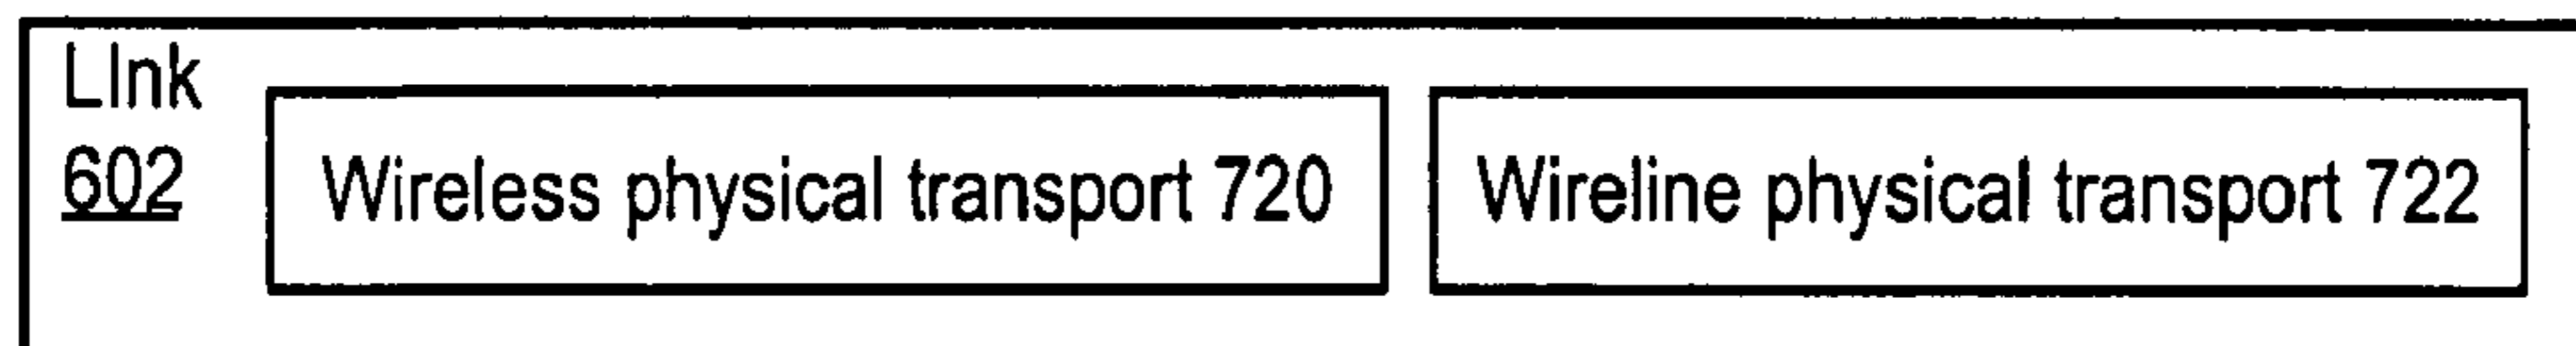 LInk
602
Wireless physical transport 720
Wireline physical transport 722